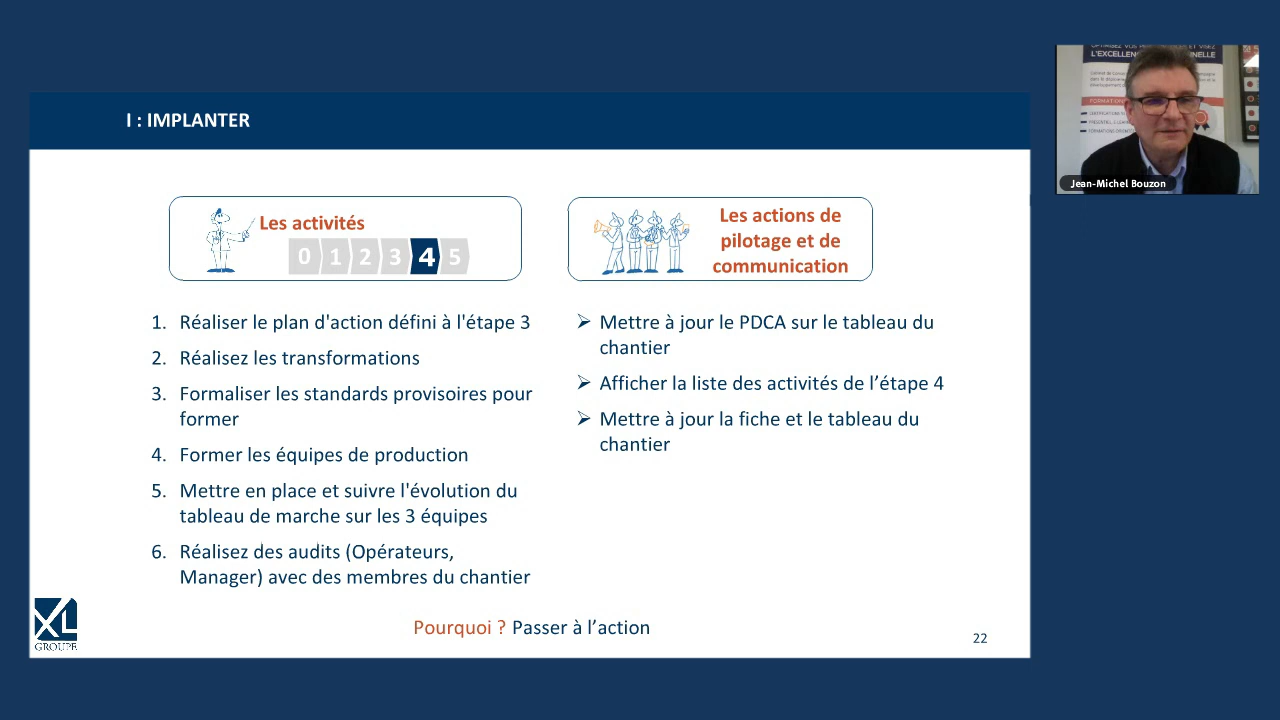 I : IMPLANTER
Les activités
0 1 2 3 4 5
Les actions de
pilotage et de
communication
1. Réaliser le plan d'action défini à l'étape 3
2. Réalisez les transformations
3. Formaliser les standards provisoires pour
former
4. Former les équipes de production
5. Mettre en place et suivre l'évolution du
tableau de marche sur les 3 équipes
6. Réalisez des audits (Opérateurs,
Manager) avec des membres du chantier
➢ Mettre à jour le PDCA sur le tableau du
chantier
➢ Afficher la liste des activités de l’étape 4
➢ Mettre à jour la fiche et le tableau du
chantier
Pourquoi ? Passer à l’action
22
XL
GROUPE
L'EXCELLEN
FORMATION
Jean-Michel Bouzon